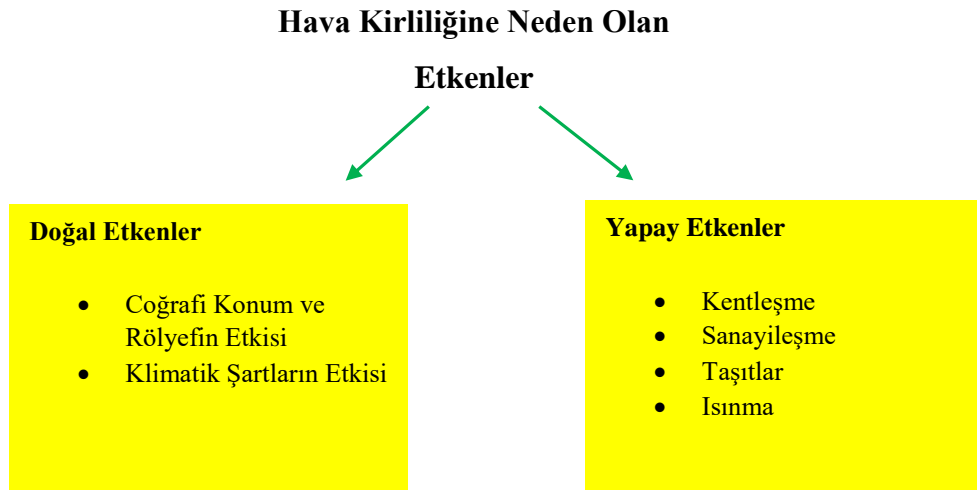 Hava Kirliliğine Neden Olan
Etkenler
Doğal Etkenler
• Coğrafi Konum ve
Rölyefin Etkisi
• Klimatik Şartların Etkisi
Yapay Etkenler
• Kentleşme
• Sanayileşme
• Taşıtlar
• Isınma